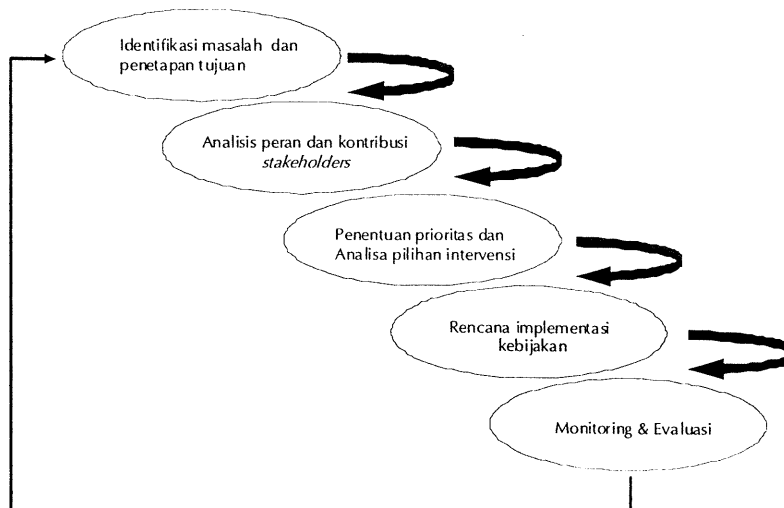 Identifikasi masalah dan
penetapan tujuan
Analisis peran dan kontribusi
stakeholders
Penentuan prioritas dan
Analisa pilihan intervensi
Rencana implementasi
kebijakan
Monitoring & Evaluasi